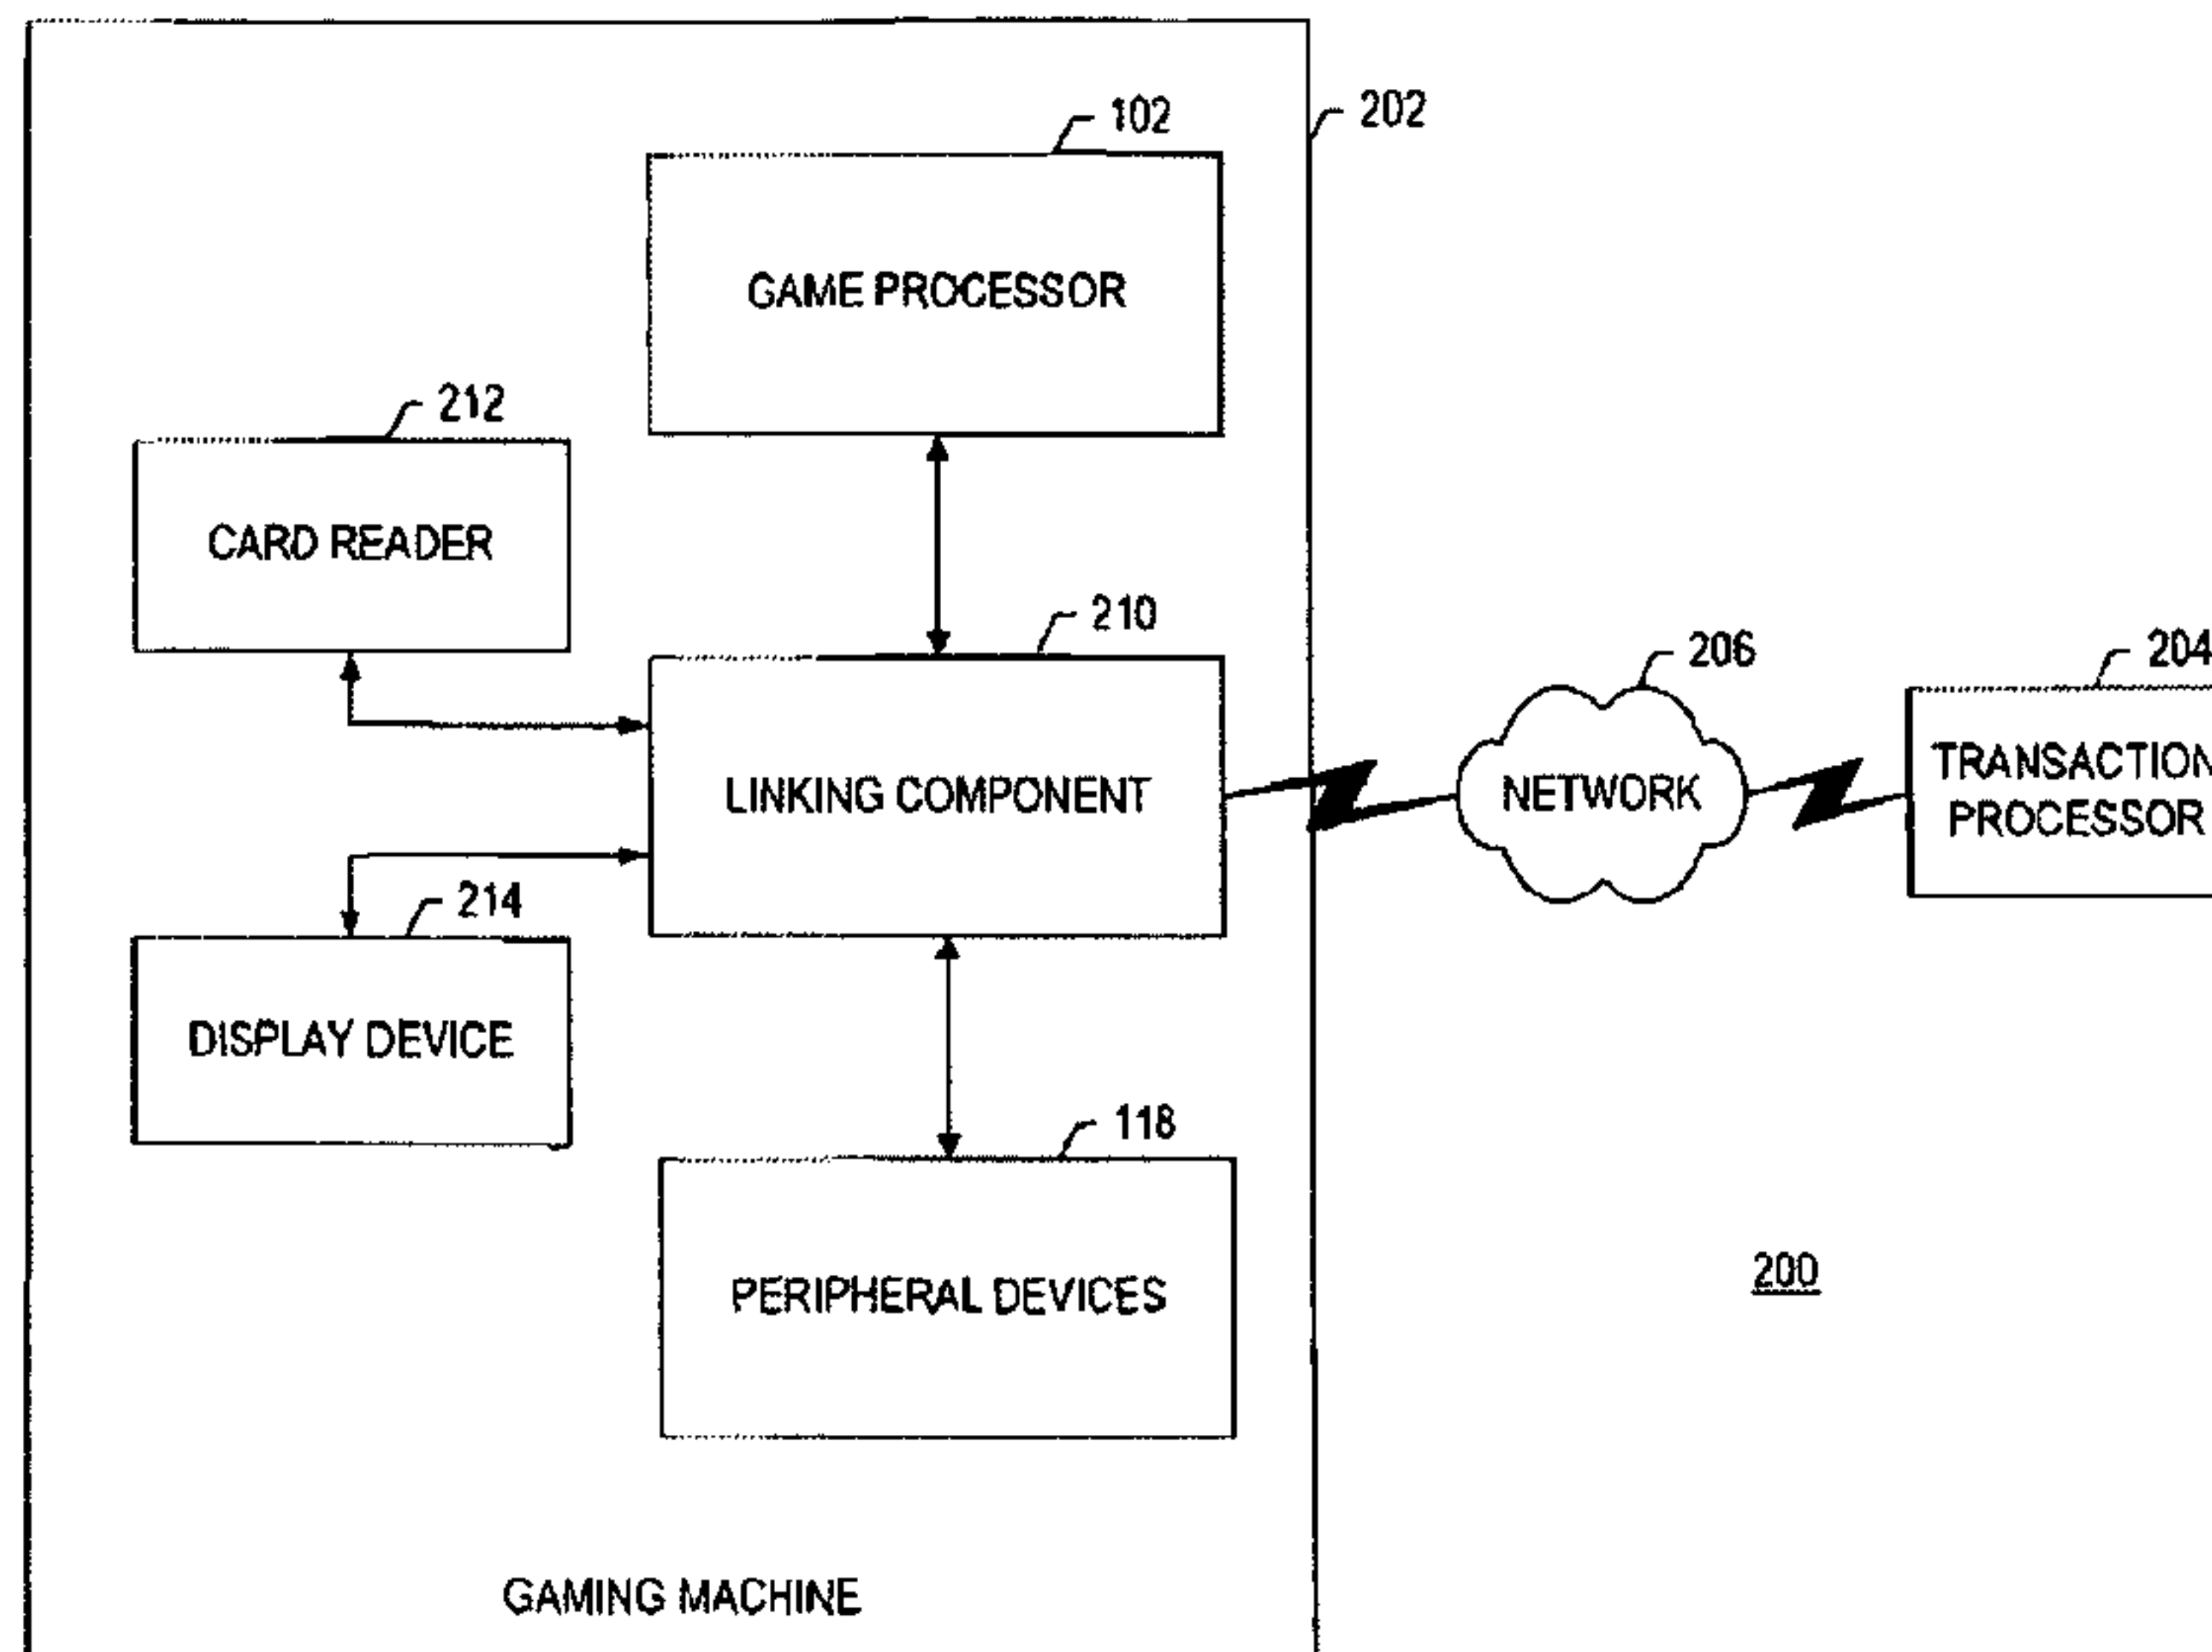 102
202
GAME PROCESSOR
212
CARD READER
210
206
204
LINKING COMPONENT
NETWORK
TRANSACTION
PROCESSOR
214
DISPLAY DEVICE
118
PERIPHERAL DEVICES
200
GAMING MACHINE